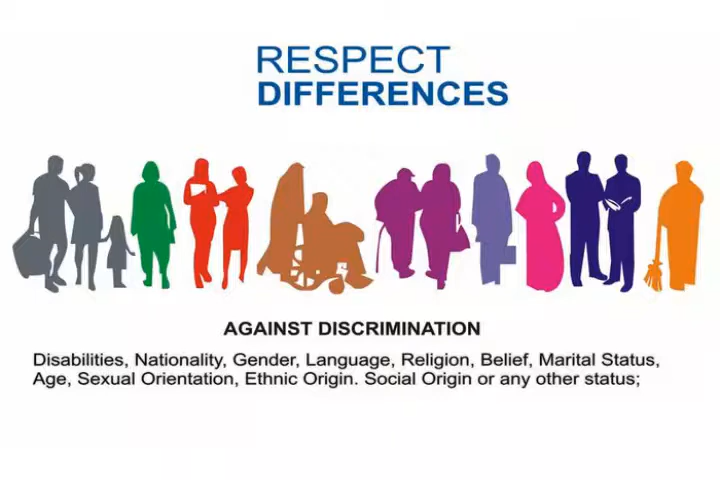 RESPECT
DIFFERENCES
AGAINST DISCRIMINATION
Disabilities, Nationality, Gender, Language, Religion, Belief, Marital Status,
Age, Sexual Orientation, Ethnic Origin. Social Origin or any other status;